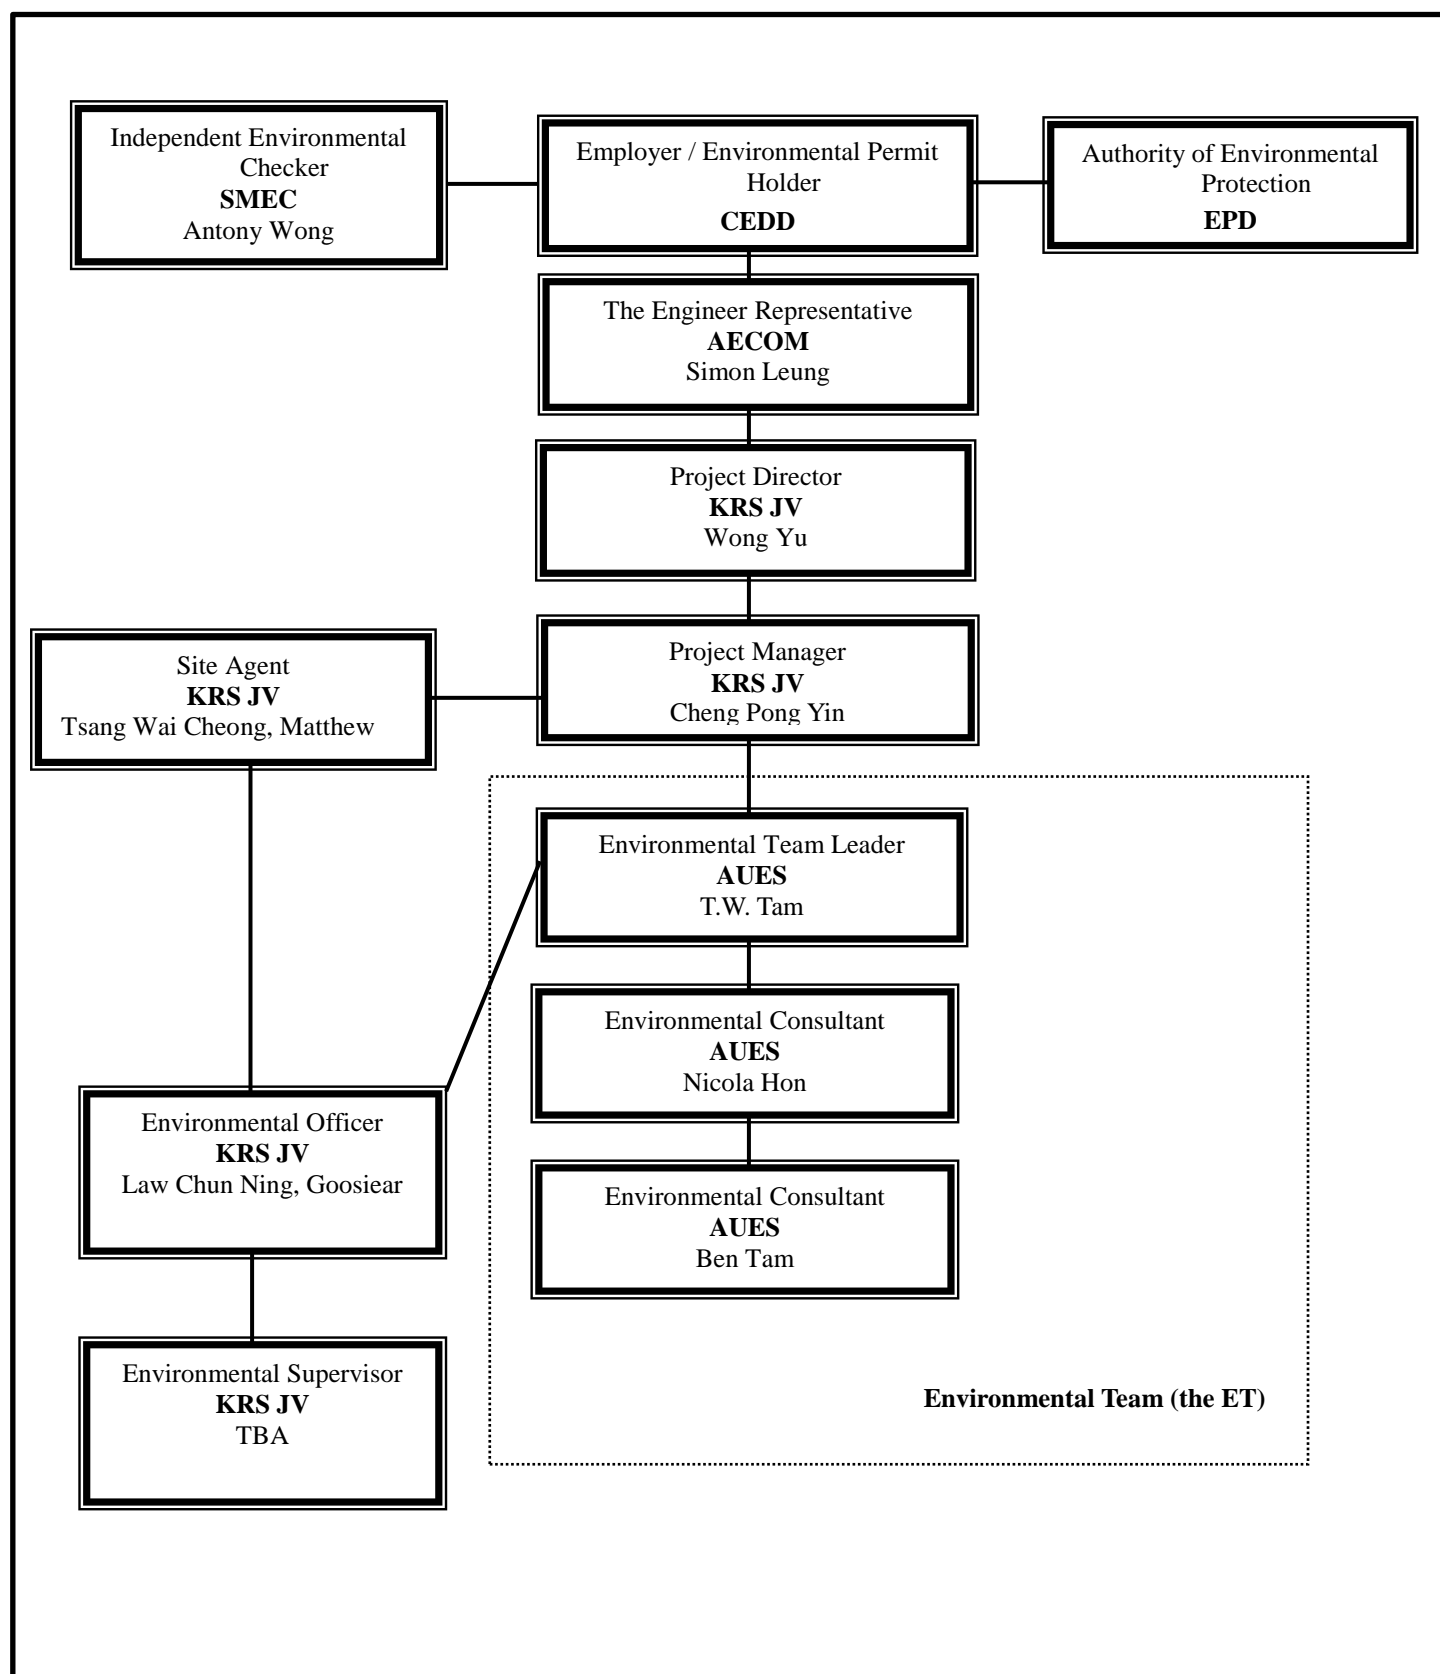 Independent Environmental
Checker
SMEC
Antony Wong
Employer / Environmental Permit
Holder
CEDD
Authority of Environmental
Protection
EPD
The Engineer Representative
AECOM
Simon Leung
Project Director
KRS JV
Wong Yu
Site Agent
KRS JV
Tsang Wai Cheong, Matthew
Project Manager
KRS JV
Cheng Pong Yin
Environmental Team Leader
AUES
T.W. Tam
Environmental Consultant
AUES
Nicola Hon
Environmental Officer
KRS JV
Law Chun Ning, Goosiear
Environmental Consultant
AUES
Ben Tam
Environmental Supervisor
KRS JV
TBA
Environmental Team (the ET)